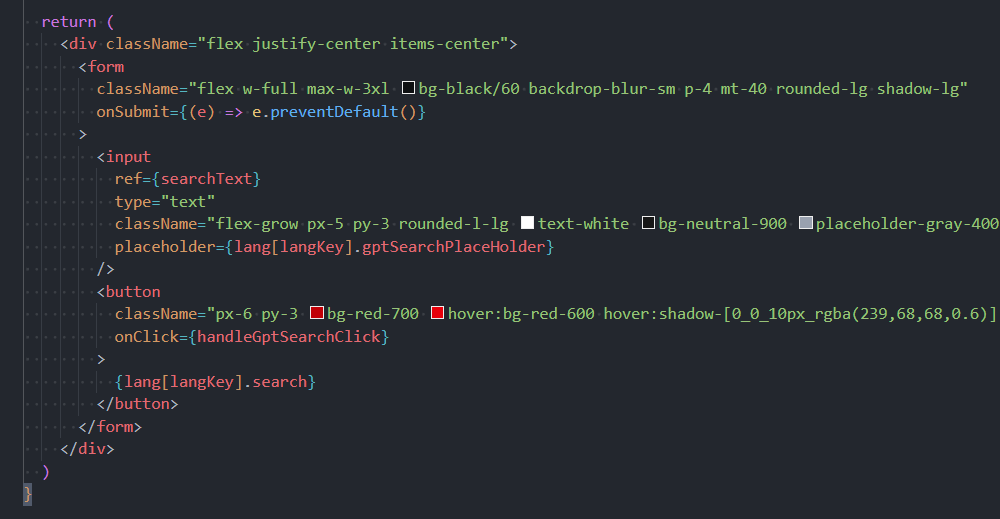 return (
<div className="flex justify-center items-center">
<form
className="flex w-full max-w-3xl bg-black/60 backdrop-blur-sm p-4 mt-40 rounded-lg shadow-lg"
onSubmit={(e) => e.preventDefault()}
>
<input
ref={searchText}
type="text"
className="flex-grow px-5 py-3 rounded-l-lg text-white bg-neutral-900 placeholder-gray-400
placeholder={lang[langKey].gptSearchPlaceHolder}
/>
<button
className="px-6 py-3 bg-red-700 hover:bg-red-600 hover:shadow-[0_0_10px_rgba(239,68,68,0.6)]
onClick={handleGptSearchClick}
>
{lang[langKey].search}
</button>
</form>
</div>
)
}